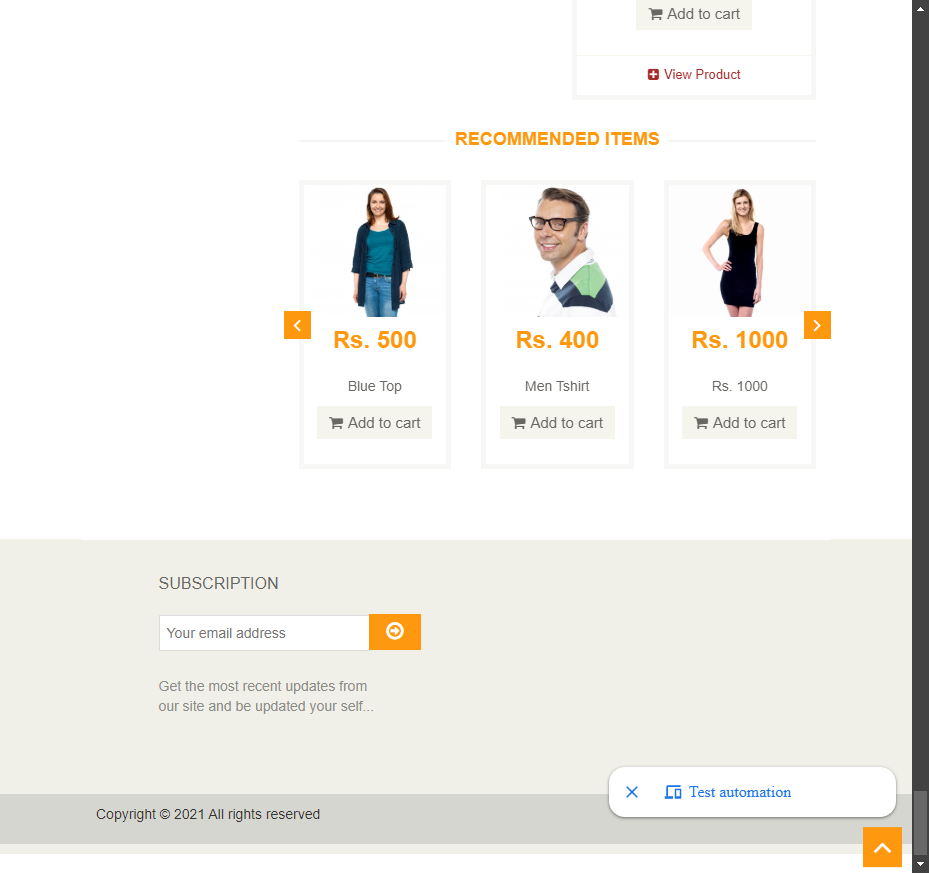 Add to cart
View Product
RECOMMENDED ITEMS
Rs. 500
Blue Top
Add to cart
Rs. 400
Men Tshirt
Add to cart
Rs. 1000
Rs. 1000
Add to cart
SUBSCRIPTION
Your email address
Get the most recent updates from
our site and be updated your self...
Test automation
Copyright © 2021 All rights reserved